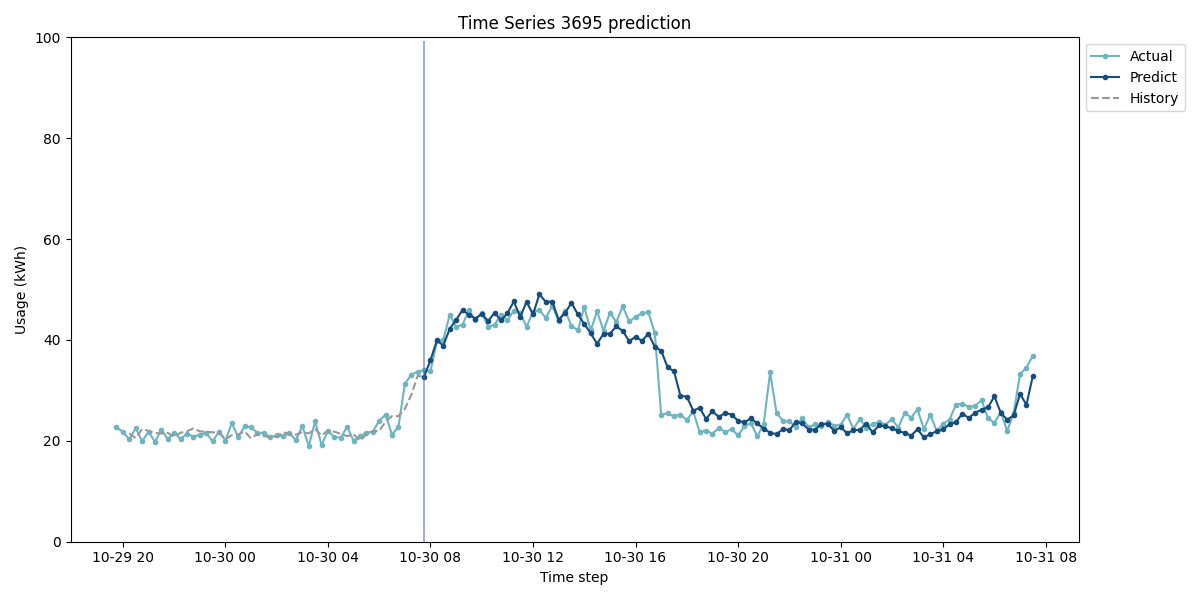 Time Series 3695 prediction
100
80
60
40
20
0
Usage (kWh)
10-29 20
10-30 00
10-30 04
10-30 08
10-30 12
10-30 16
10-30 20
10-31 00
10-31 04
10-31 08
Time step
Actual
Predict
History